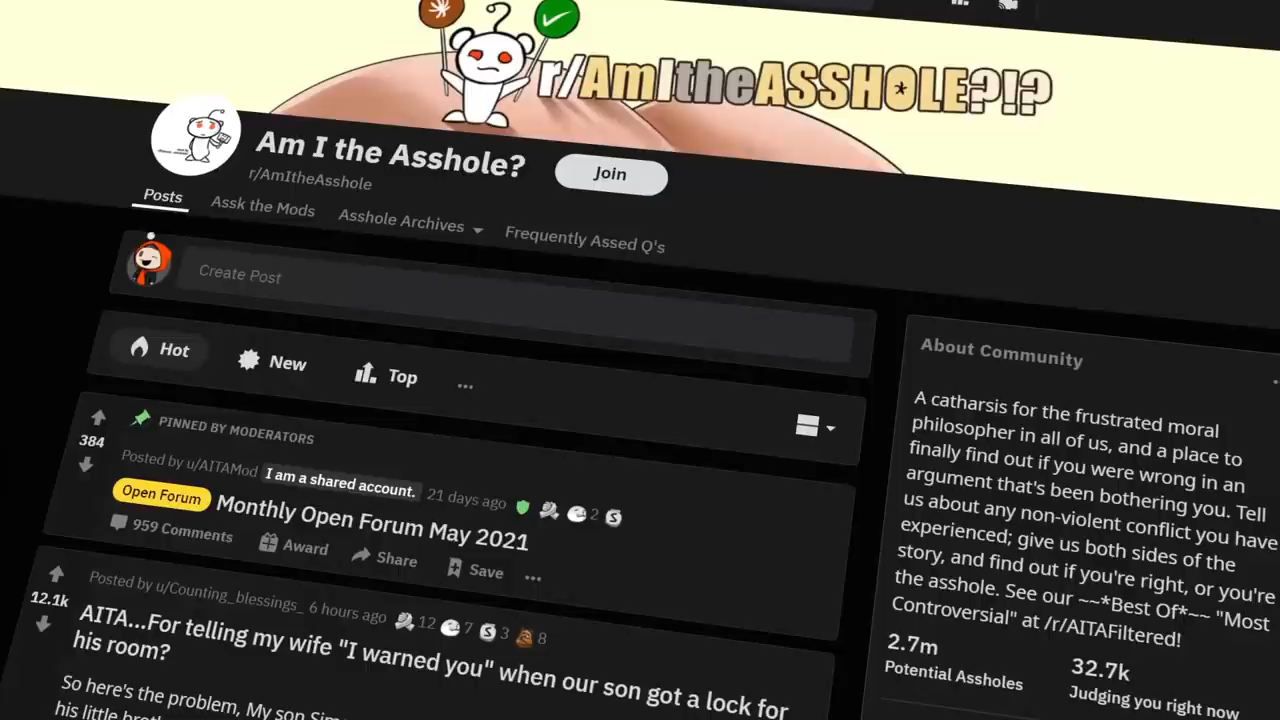 r/AmItheASSHOLE?!?
Am I the Asshole?
Join
r/AmItheAsshole
Posts
Assk the Mods
Asshole Archives
Frequently Assed Q's
Create Post
Hot
New
Top
...
About Community
A catharsis for the frustrated moral
philosopher in all of us, and a place to
finally find out if you were wrong in an
argument that's been bothering you. Tell
us about any non-violent conflict you have
experienced; give us both sides of the
story, and find out if you're right, or you're
the asshole. See our ~~*Best Of*~~ "Most
Controversial" at /r/AITAFiltered!
2.7m
Potential Assholes
32.7k
Judging you right now
384
PINNED BY MODERATORS
Posted by u/AITAMod I am a shared account. 21 days ago 2 S
Open Forum Monthly Open Forum May 2021
959 Comments Award Share Save ...
12.1k
Posted by u/Counting_blessings_ 6 hours ago 12 7 S 3 8
AITA...For telling my wife "I warned you" when our son got a lock for
his room?
So here's the problem, My son
his little